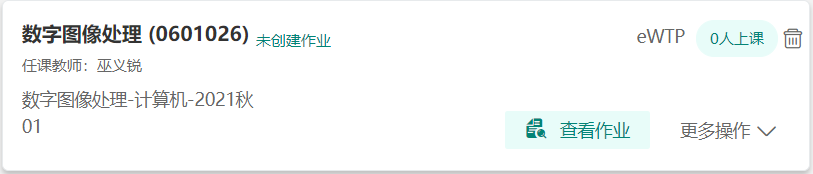 数字图像处理 (0601026) 未创建作业 eWTP 0人上课
任课教师：巫义锐
数字图像处理-计算机-2021秋
01
查看作业 更多操作